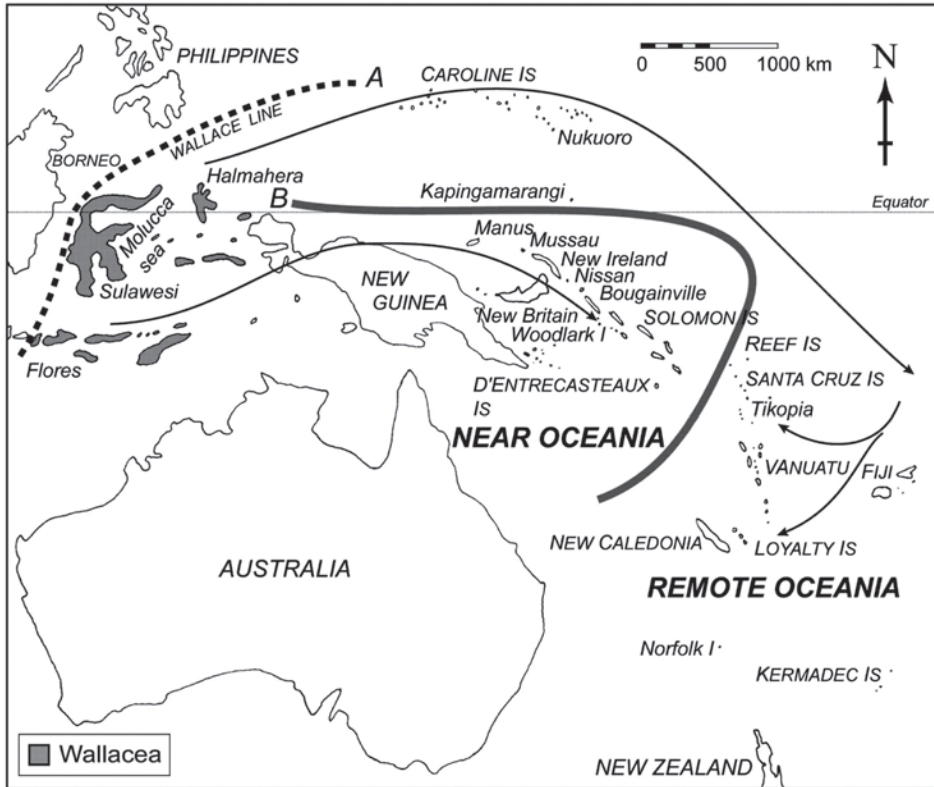 PHILIPPINES
A
CAROLINE IS
0 500 1000 km
N
WALLACE LINE
Nukuoro
BORNEO
Halmahera
Kapingamarangi
Equator
B
Molucca
sea
Manus
Mussau
New Ireland
Nissan
Bougainville
Sulawesi
NEW
GUINEA
New Britain
SOLOMON IS
Woodlark I
REEF IS
Flores
D'ENTRECASTEAUX
IS
SANTA CRUZ IS
Tikopia
NEAR OCEANIA
VANUATU
FIJI
NEW CALEDONIA
LOYALTY IS
AUSTRALIA
REMOTE OCEANIA
Norfolk I
KERMADEC IS
Wallacea
NEW ZEALAND